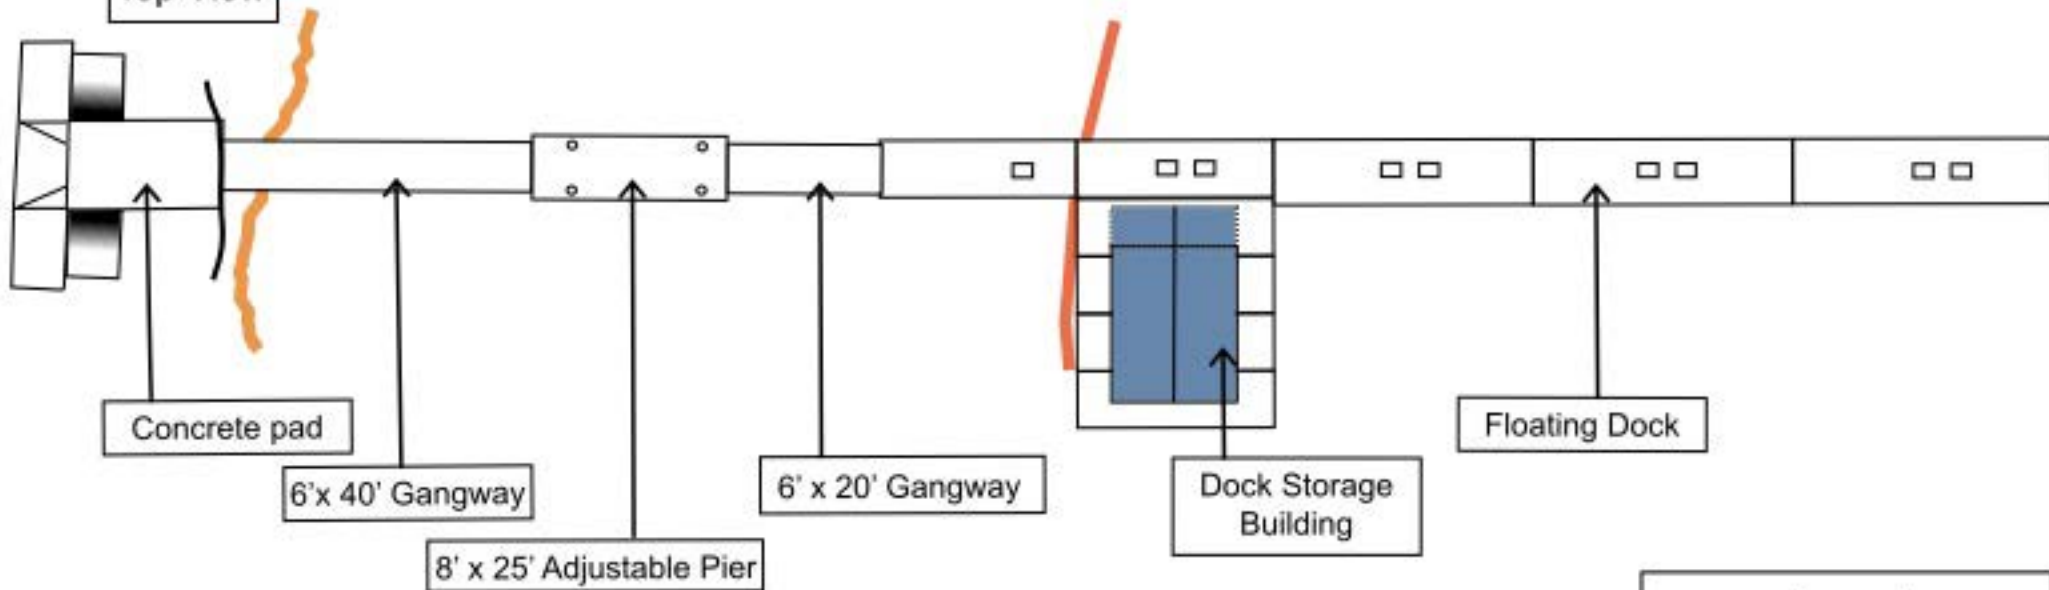 Concrete pad
6'x 40' Gangway
8' x 25' Adjustable Pier
6' x 20' Gangway
Dock Storage
Building
Floating Dock